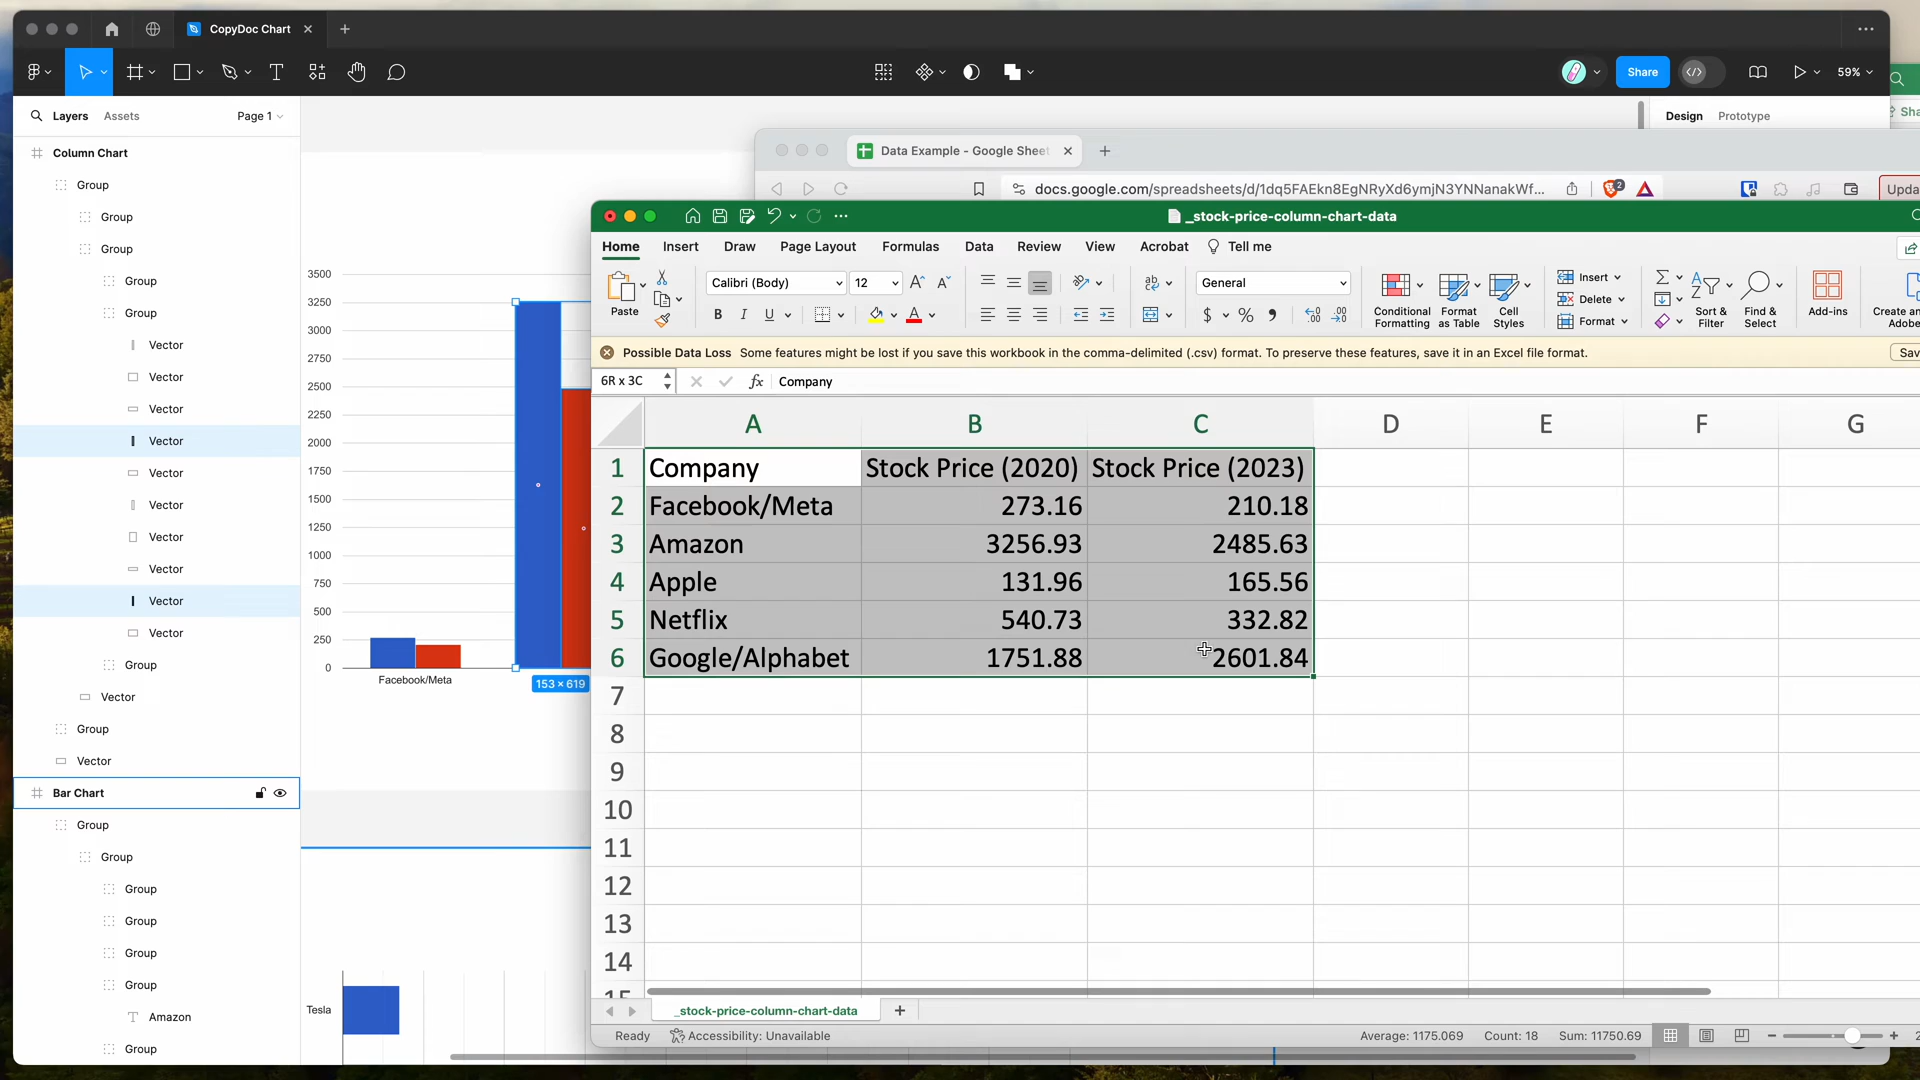 CopyDoc Chart
Share
59%
Layers
Assets
Page 1
Design
Prototype
Column Chart
Group
Group
Group
Group
Group
Vector
Vector
Vector
Vector
Vector
Vector
Vector
Vector
Vector
Vector
Group
Vector
Group
Vector
Bar Chart
Group
Group
Group
Group
Group
Group
Amazon
Group
3500
3250
3000
2750
2500
2250
2000
1750
1500
1250
1000
750
500
250
0
Facebook/Meta
153 × 619
Tesla
Data Example - Google Sheet
docs.google.com/spreadsheets/d/1dq5FAEkn8EgNRyXd6ymjN3YNNanakWf...
2
Upda
Sha
_stock-price-column-chart-data
Home
Insert
Draw
Page Layout
Formulas
Data
Review
View
Acrobat
Tell me
Paste
Calibri (Body)
12
General
Conditional
Formatting
Format
as Table
Cell
Styles
Insert
Delete
Format
Sort &
Filter
Find &
Select
Add-ins
Create an
Adobe
Possible Data Loss Some features might be lost if you save this workbook in the comma-delimited (.csv) format. To preserve these features, save it in an Excel file format.
Sav
6R x 3C
fx
Company
A B C D E F G
1 Company Stock Price (2020) Stock Price (2023)
2 Facebook/Meta 273.16 210.18
3 Amazon 3256.93 2485.63
4 Apple 131.96 165.56
5 Netflix 540.73 332.82
6 Google/Alphabet 1751.88 2601.84
7
8
9
10
11
12
13
14
15
_stock-price-column-chart-data
Ready
Accessibility: Unavailable
Average: 1175.069
Count: 18
Sum: 11750.69